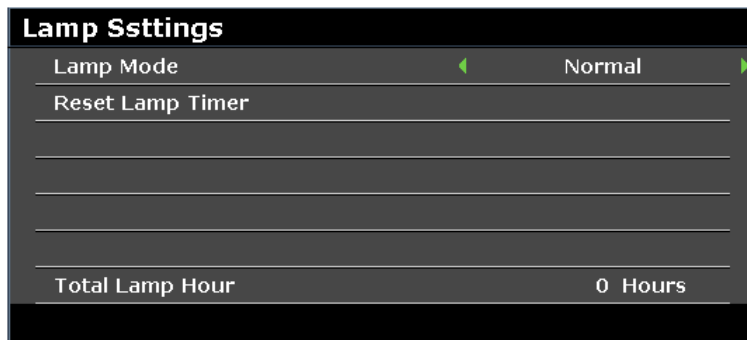 Lamp Ssttings
Lamp Mode Normal
Reset Lamp Timer
Total Lamp Hour 0 Hours